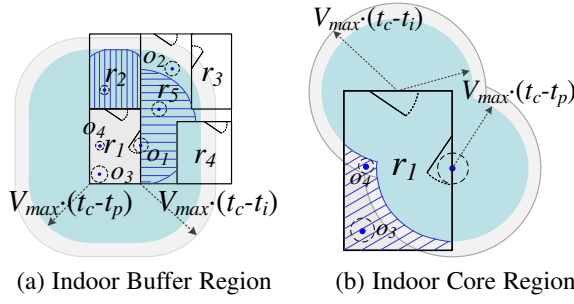 o₂
r₂
r₃
r₅
o₄
r₁
o₁
r₄
o₃
Vmax·(tc-tp) Vmax·(tc-ti)
(a) Indoor Buffer Region
Vmax·(tc-ti)
Vmax·(tc-tp)
o₄
r₁
o₃
(b) Indoor Core Region